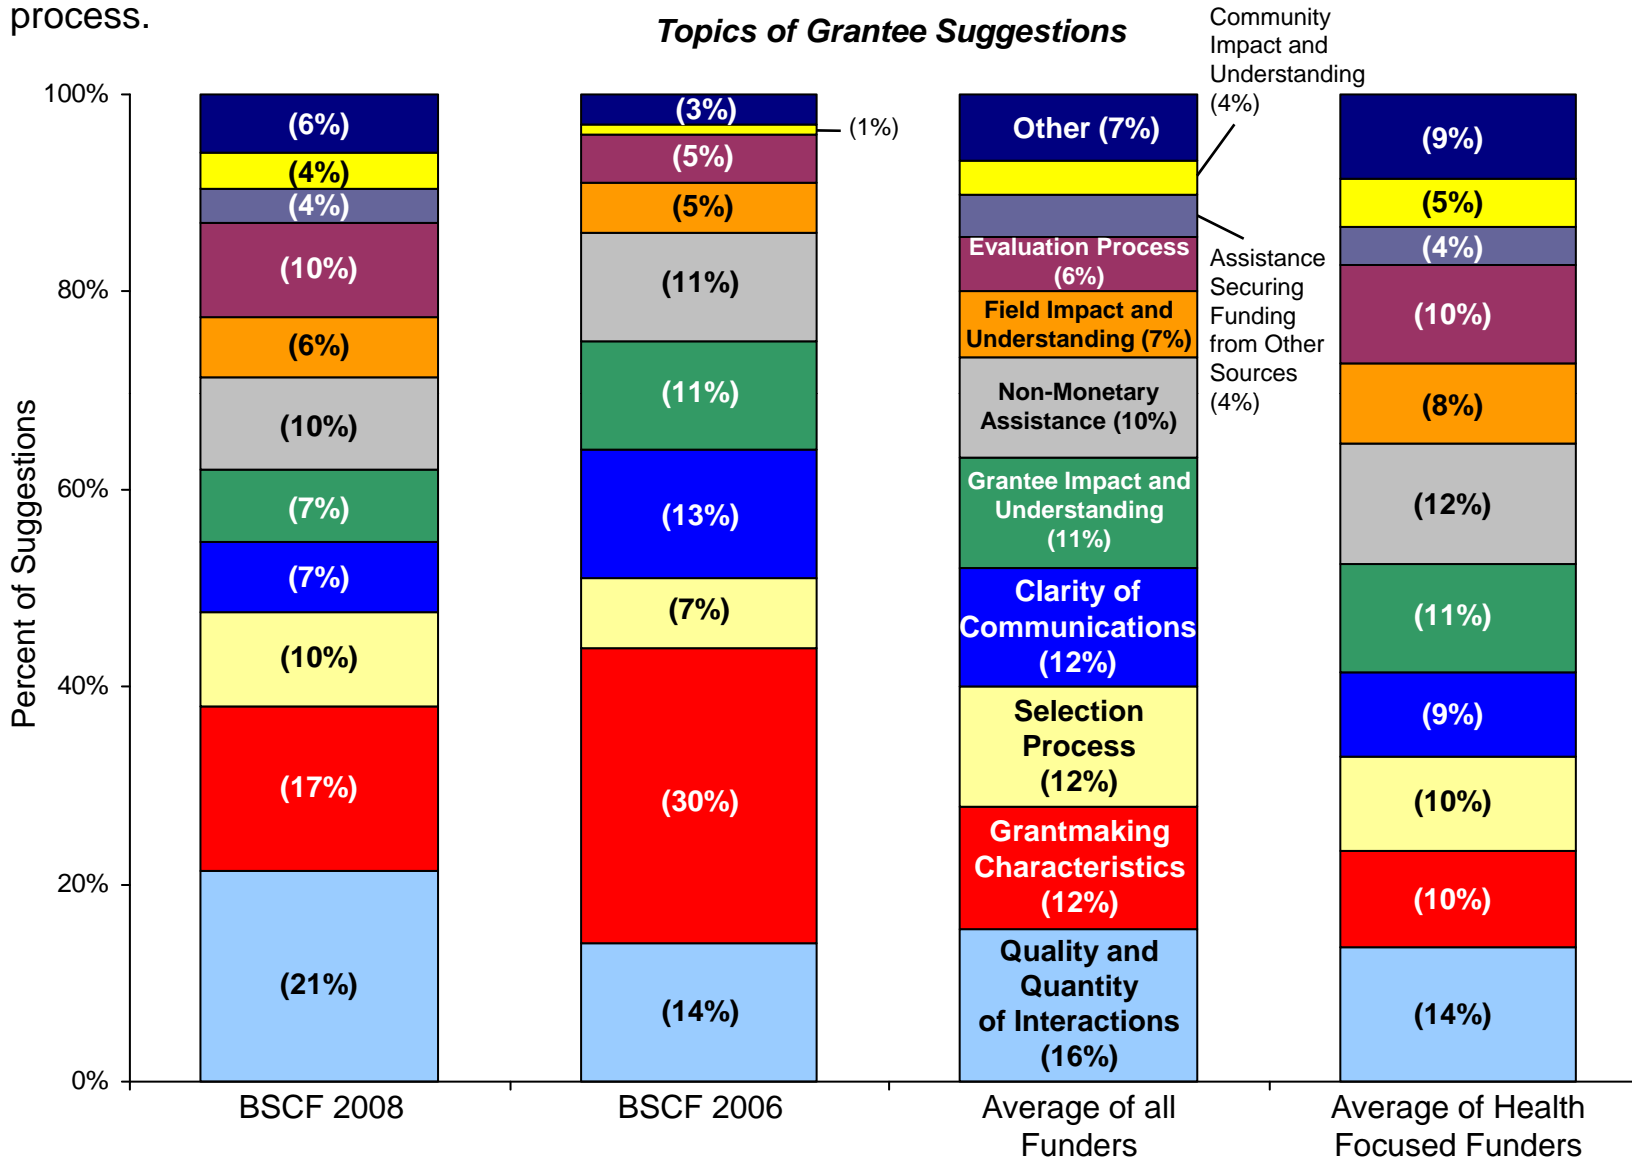 process.
Topics of Grantee Suggestions
Community
Impact and
Understanding
(4%)
100%
80%
60%
40%
20%
0%
Percent of Suggestions
(6%)
(4%)
(4%)
(10%)
(6%)
(10%)
(7%)
(7%)
(10%)
(17%)
(21%)
BSCF 2008
(3%)
(1%)
(5%)
(5%)
(11%)
(11%)
(13%)
(7%)
(30%)
(14%)
BSCF 2006
Other (7%)
Evaluation Process
(6%)
Field Impact and
Understanding (7%)
Non-Monetary
Assistance (10%)
Grantee Impact and
Understanding
(11%)
Clarity of
Communications
(12%)
Selection
Process
(12%)
Grantmaking
Characteristics
(12%)
Quality and
Quantity
of Interactions
(16%)
Average of all
Funders
Assistance
Securing
Funding
from Other
Sources
(4%)
(9%)
(5%)
(4%)
(10%)
(8%)
(12%)
(11%)
(9%)
(10%)
(10%)
(14%)
Average of Health
Focused Funders